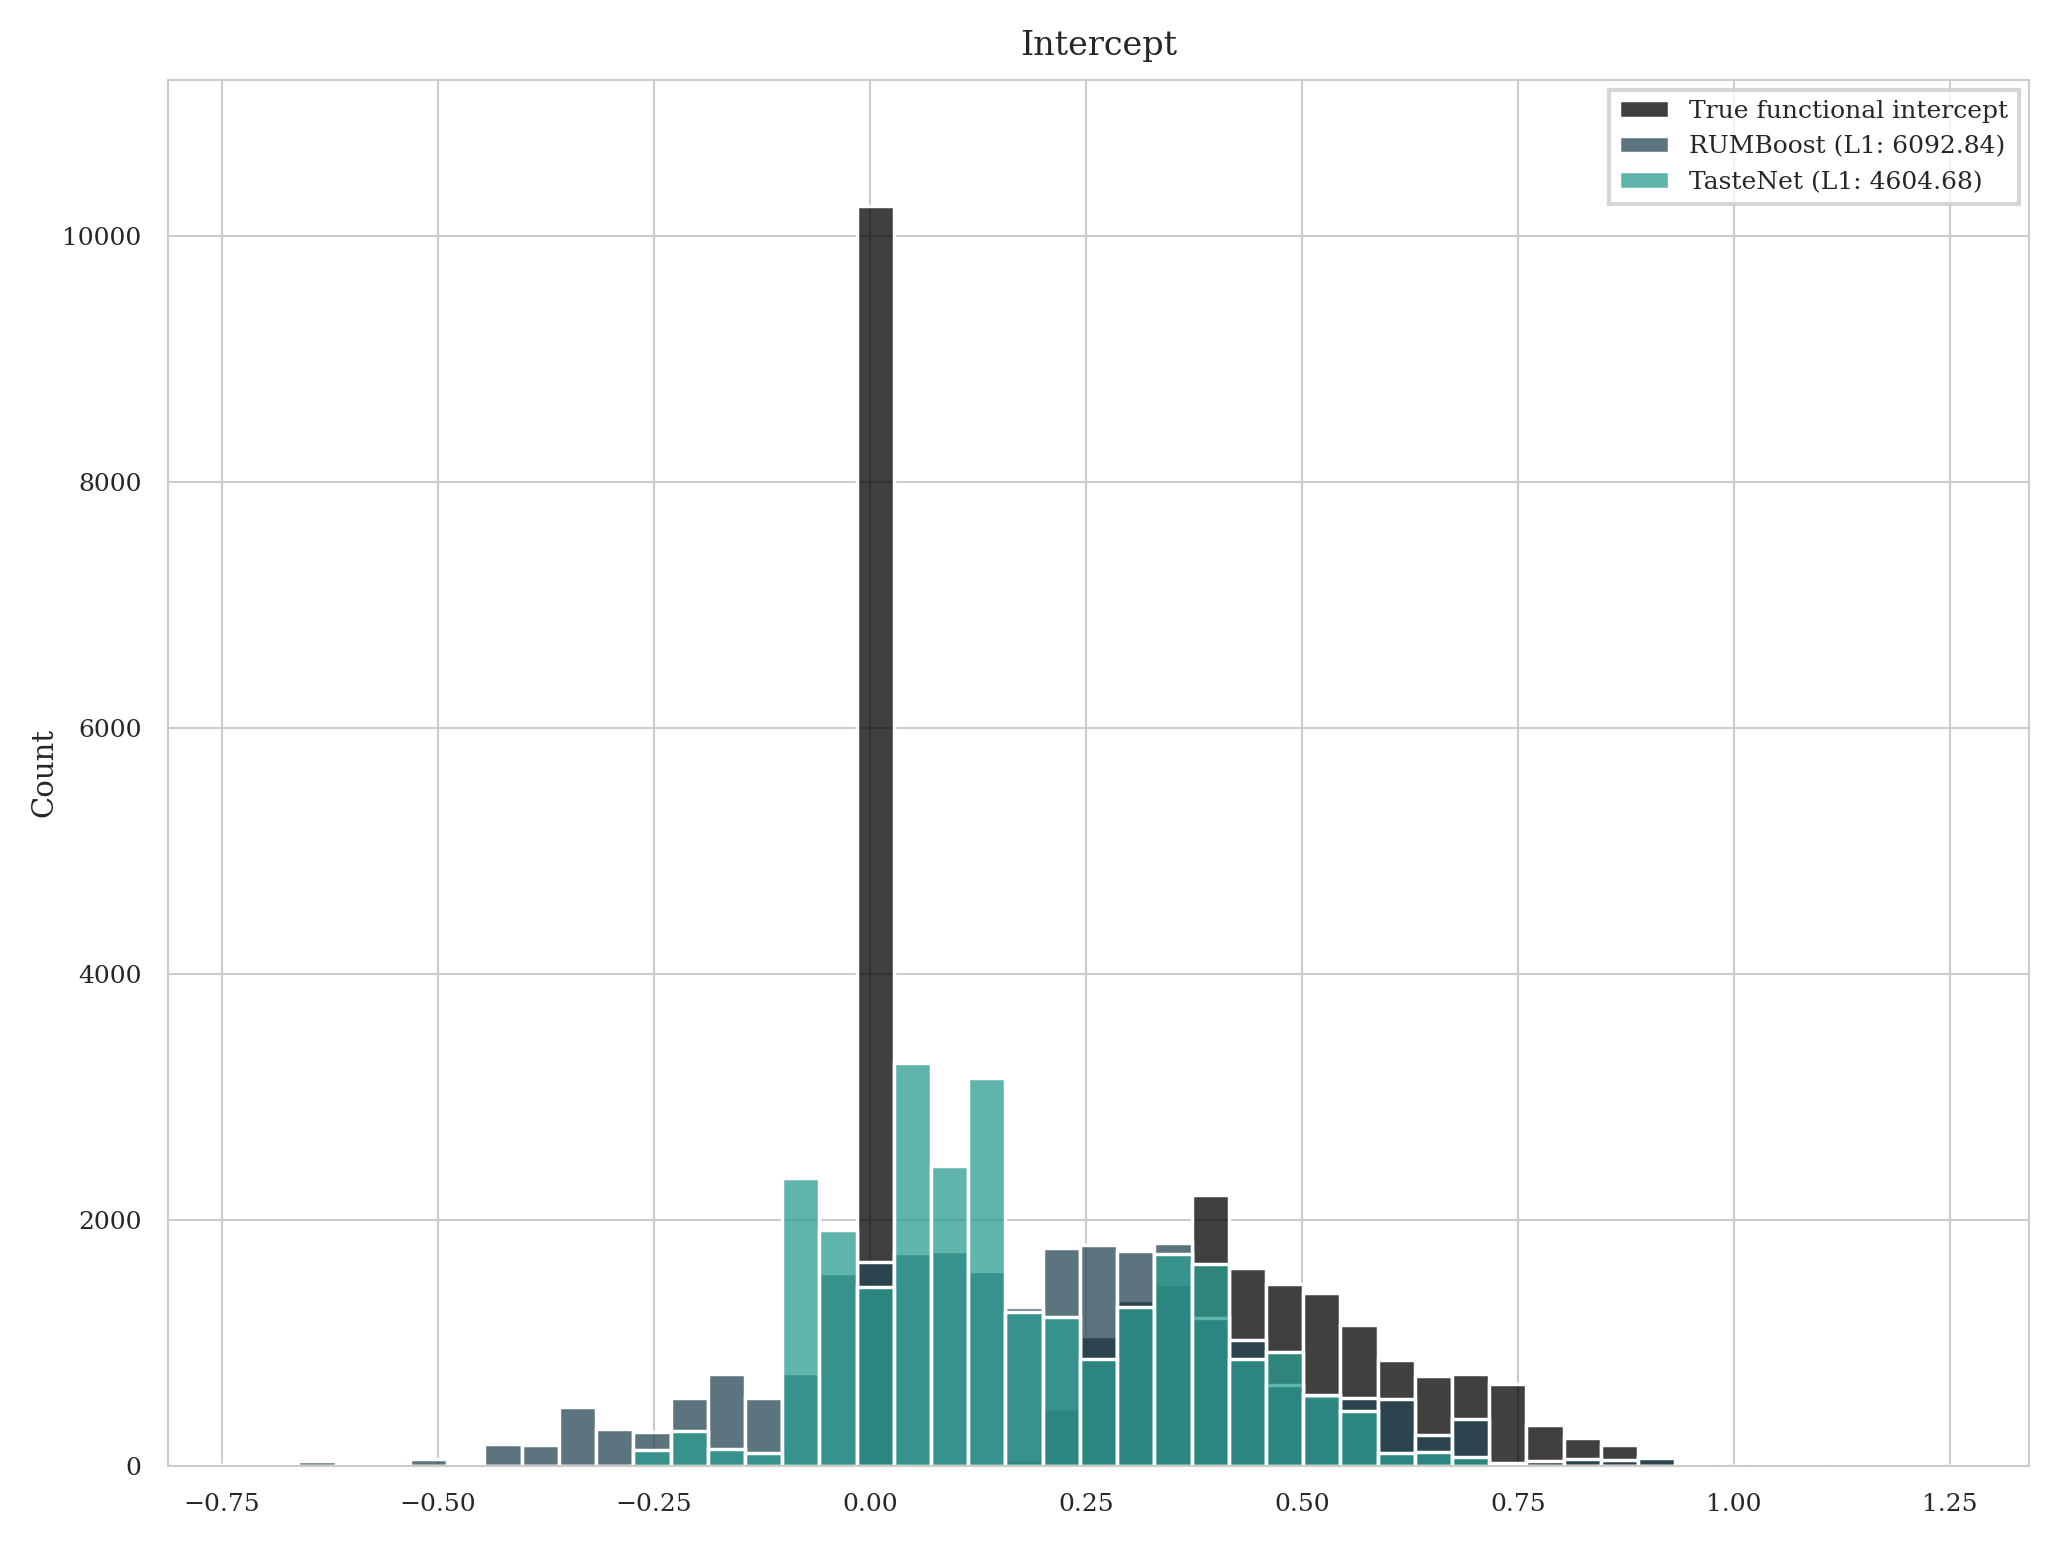 Intercept
True functional intercept
RUMBoost (L1: 6092.84)
TasteNet (L1: 4604.68)
Count
10000
8000
6000
4000
2000
0
−0.75 −0.50 −0.25 0.00 0.25 0.50 0.75 1.00 1.25